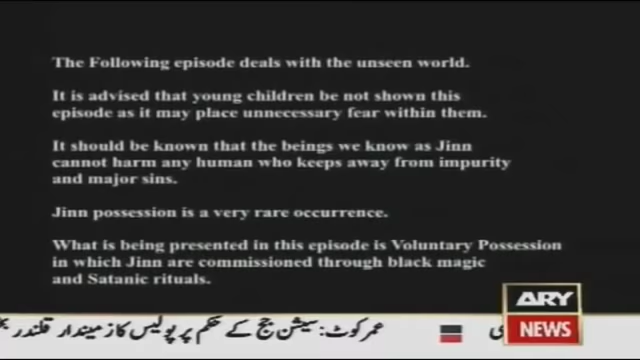 The Following episode deals with the unseen world.
It is advised that young children be not shown this
episode as it may place unnecessary fear within them.
It should be known that the beings we know as Jinn
cannot harm any human who keeps away from impurity
and major sins.
Jinn possession is a very rare occurrence.
What is being presented in this episode is Voluntary Possession
in which Jinn are commissioned through black magic
and Satanic rituals.
ARY
NEWS
عمرکوٹ: سیشن جج کے حکم پر پولیس کا زمیندار قلندر